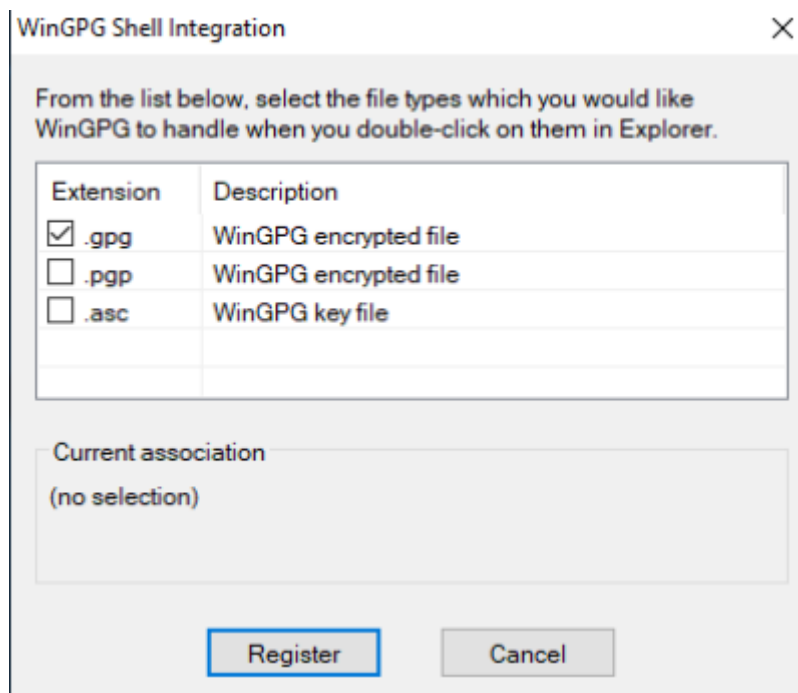 WinGPG Shell Integration
From the list below, select the file types which you would like
WinGPG to handle when you double-click on them in Explorer.
Extension Description
.gpg WinGPG encrypted file
.pgp WinGPG encrypted file
.asc WinGPG key file
Current association
(no selection)
Register Cancel